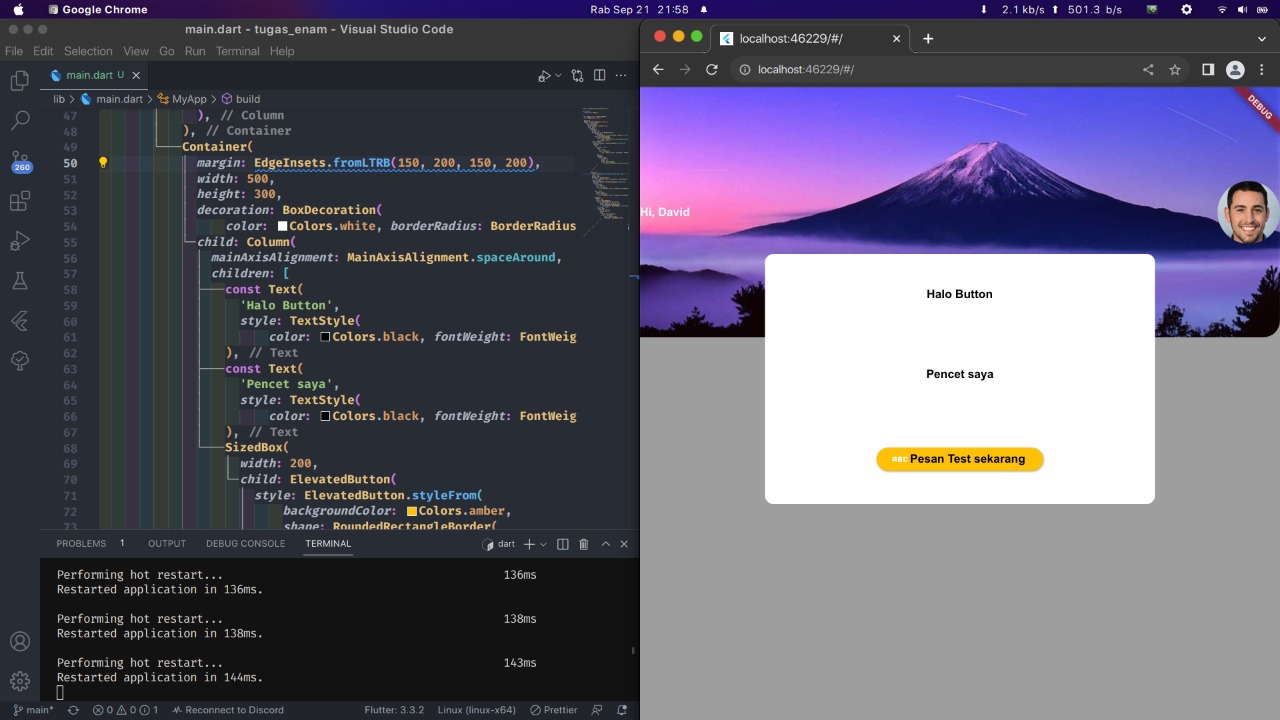 Google Chrome
Rab Sep 21 21:58
2.1 kb/s
501.3 b/s
main.dart - tugas_enam - Visual Studio Code
File Edit Selection View Go Run Terminal Help
main.dart U
lib > main.dart > MyApp > build
47 ), // Column
48 ), // Container
49 Container(
50 margin: EdgeInsets.fromLTRB(150, 200, 150, 200),
51 width: 500,
52 height: 300,
53 decoration: BoxDecoration(
54 color: Colors.white, borderRadius: BorderRadius
55 child: Column(
56 mainAxisAlignment: MainAxisAlignment.spaceAround,
57 children: [
58 const Text(
59 'Halo Button',
60 style: TextStyle(
61 color: Colors.black, fontWeight: FontWeig
62 ), // Text
63 const Text(
64 'Pencet saya',
65 style: TextStyle(
66 color: Colors.black, fontWeight: FontWeig
67 ), // Text
68 SizedBox(
69 width: 200,
70 child: ElevatedButton(
71 style: ElevatedButton.styleFrom(
72 backgroundColor: Colors.amber,
73 shape: RoundedRectangleBorder(
260
PROBLEMS 1 OUTPUT DEBUG CONSOLE TERMINAL
dart
Performing hot restart... 136ms
Restarted application in 136ms.
Performing hot restart... 138ms
Restarted application in 138ms.
Performing hot restart... 143ms
Restarted application in 144ms.
main* 0 0 1 Reconnect to Discord Flutter: 3.3.2 Linux (linux-x64) Prettier
localhost:46229/#/
localhost:46229/#/
DEBUG
Hi, David
Halo Button
Pencet saya
ABC Pesan Test sekarang